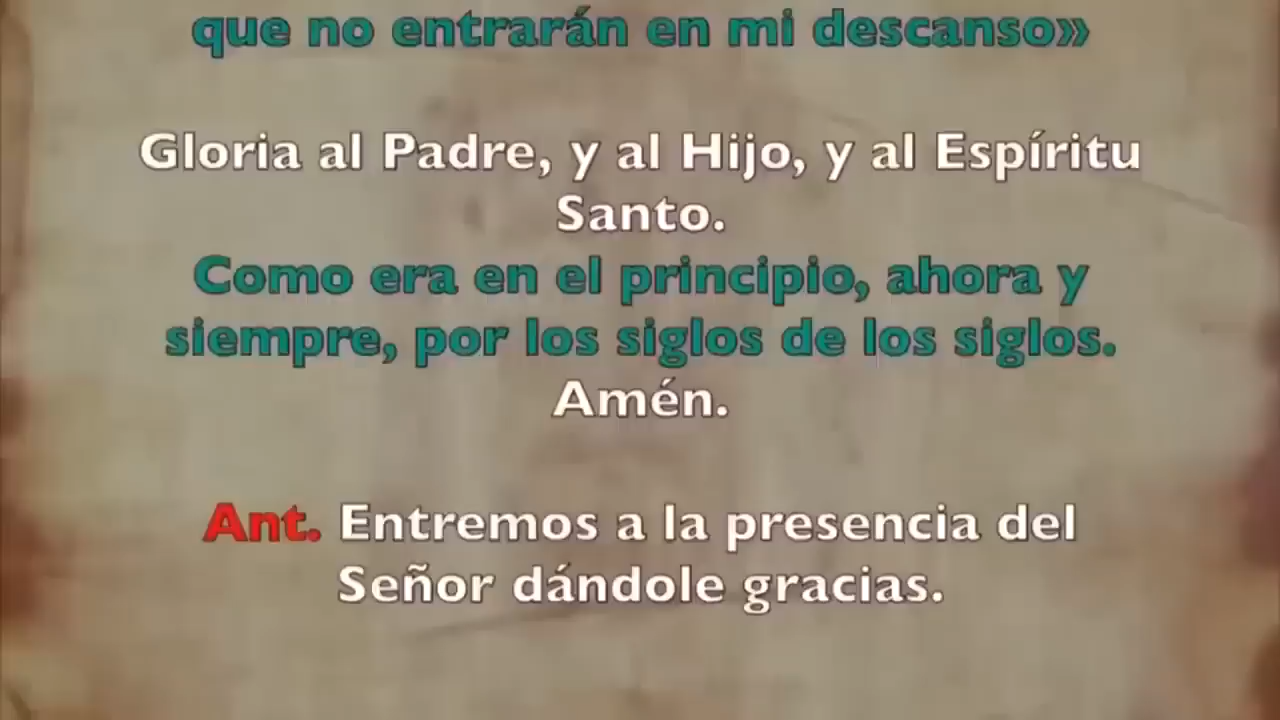 que no entrarán en mi descanso»
Gloria al Padre, y al Hijo, y al Espíritu
Santo.
Como era en el principio, ahora y
siempre, por los siglos de los siglos.
Amén.
Ant. Entremos a la presencia del
Señor dándole gracias.